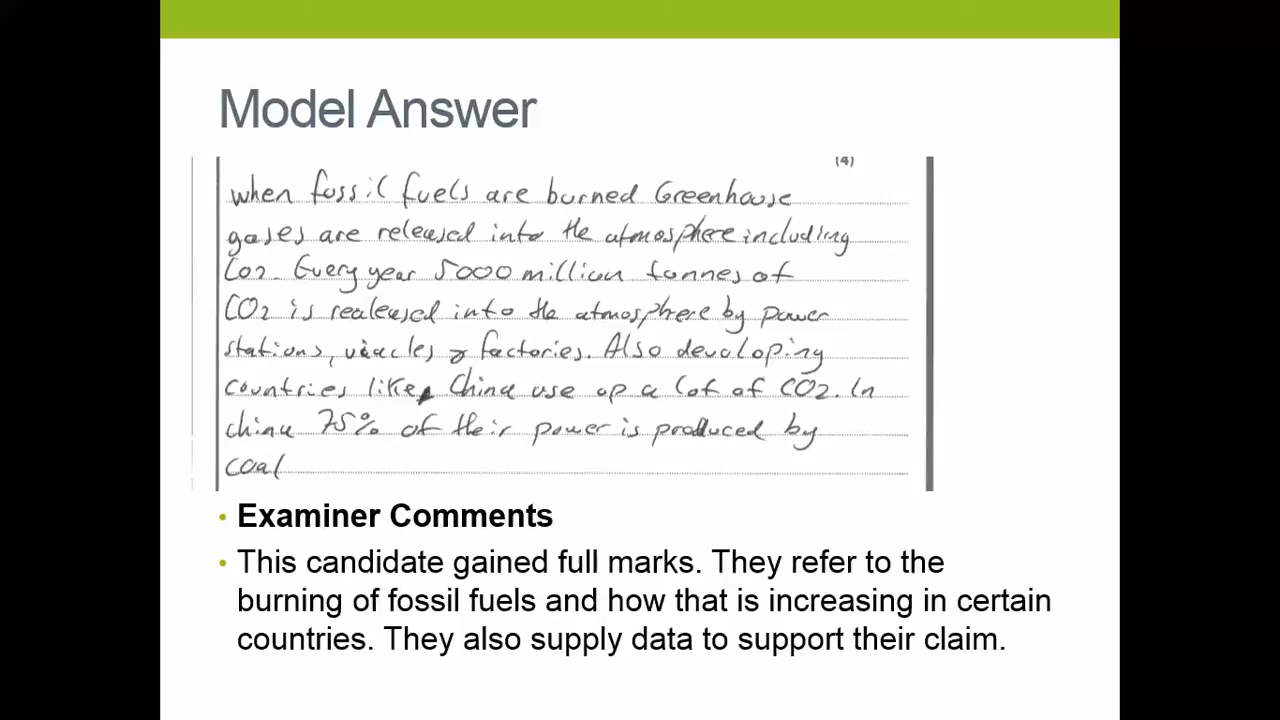 Model Answer
(4)
when fossil fuels are burned Greenhouse
gases are released into the atmosphere including
Co2. Every year 5000 million tonnes of
CO2 is realeased into the atmosphere by power
stations, viacles & factories. Also developing
countries like China use op a lot of CO2. In
china 75% of their power is produced by
coal
• Examiner Comments
• This candidate gained full marks. They refer to the
burning of fossil fuels and how that is increasing in certain
countries. They also supply data to support their claim.